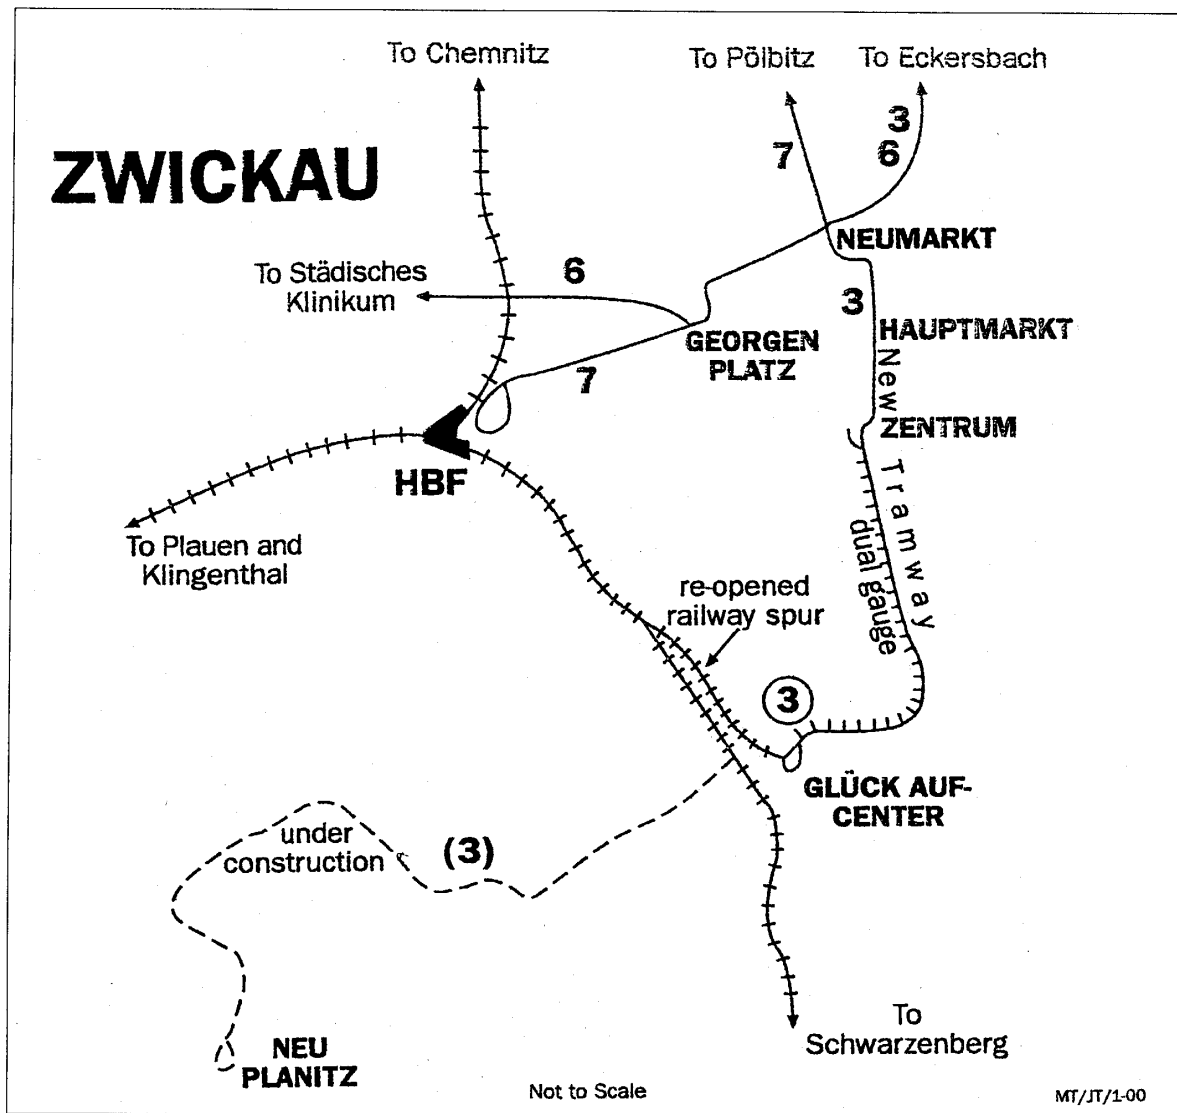 To Chemnitz
To Pölbitz
To Eckersbach
ZWICKAU
3
6
7
NEUMARKT
To Städisches
Klinikum
6
3
HAUPTMARKT
GEORGEN
PLATZ
7
New Tramway
ZENTRUM
HBF
dual gauge
To Plauen and
Klingenthal
re-opened
railway spur
3
GLÜCK AUF-
CENTER
under
construction
(3)
To
Schwarzenberg
NEU
PLANITZ
Not to Scale
MT/JT/1-00